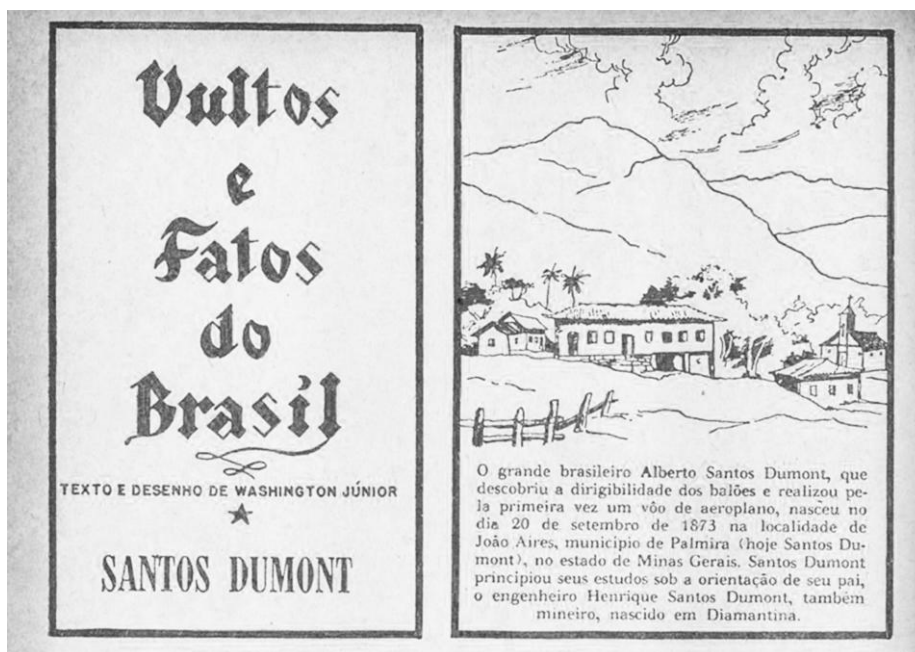 Vultos
e
Fatos
do
Brasil
TEXTO E DESENHO DE WASHINGTON JÚNIOR
SANTOS DUMONT
O grande brasileiro Alberto Santos Dumont, que
descobriu a dirigibilidade dos balões e realizou pe-
la primeira vez um vôo de aeroplano, nasceu no
dia 20 de setembro de 1873 na localidade de
João Aires, municipio de Palmira (hoje Santos Du-
mont), no estado de Minas Gerais. Santos Dumont
principiou seus estudos sob a orientação de seu pai,
o engenheiro Henrique Santos Dumont, também
mineiro, nascido em Diamantina.